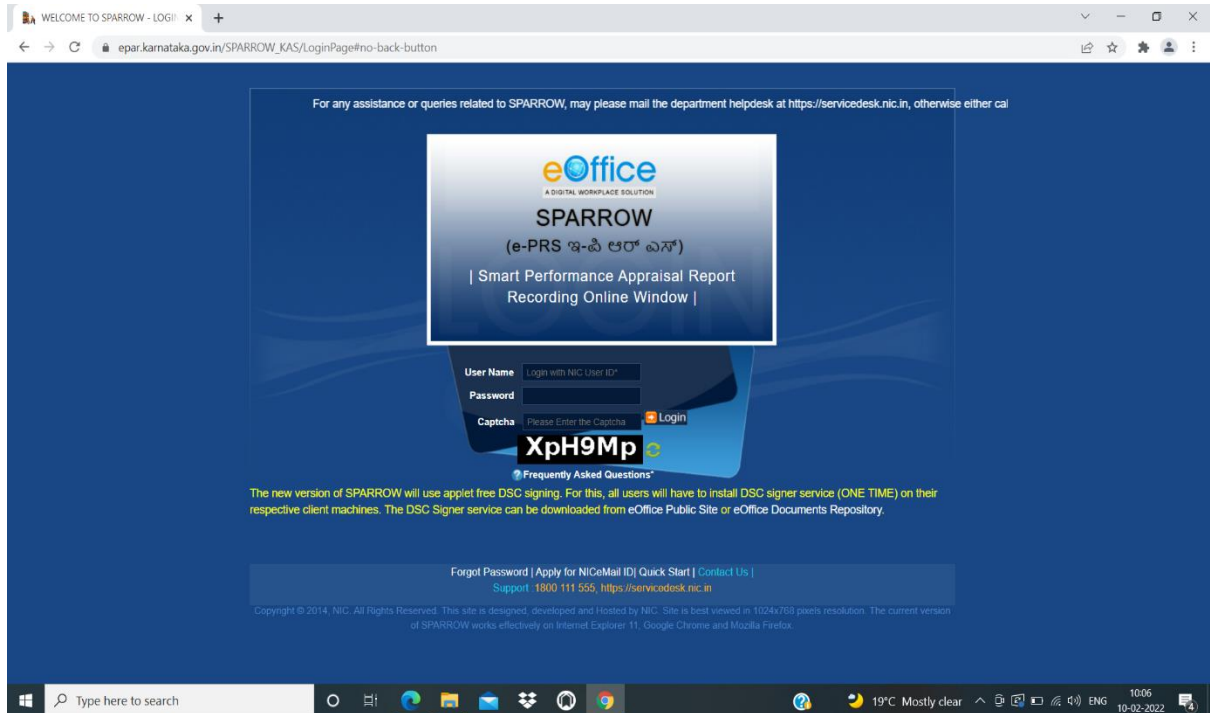 WELCOME TO SPARROW - LOGI
epar.karnataka.gov.in/SPARROW_KAS/LoginPage#no-back-button
For any assistance or queries related to SPARROW, may please mail the department helpdesk at https://servicedesk.nic.in, otherwise either cal
eOffice
A DIGITAL WORKPLACE SOLUTION
SPARROW
(e-PRS ಇ-ಪಿ ಆರ್ ಎಸ್)
| Smart Performance Appraisal Report
Recording Online Window |
LOGIN
User Name Login with NIC User ID*
Password
Captcha Please Enter the Captcha Login
XpH9Mp
? Frequently Asked Questions*
The new version of SPARROW will use applet free DSC signing. For this, all users will have to install DSC signer service (ONE TIME) on their
respective client machines. The DSC Signer service can be downloaded from eOffice Public Site or eOffice Documents Repository.
Forgot Password | Apply for NICeMail ID| Quick Start | Contact Us |
Support :1800 111 555, https://servicedesk.nic.in
Copyright © 2014, NIC. All Rights Reserved. This site is designed, developed and Hosted by NIC. Site is best viewed in 1024x768 pixels resolution. The current version
of SPARROW works effectively on Internet Explorer 11, Google Chrome and Mozilla Firefox.
Type here to search
19°C Mostly clear ENG 10:06
10-02-2022 4